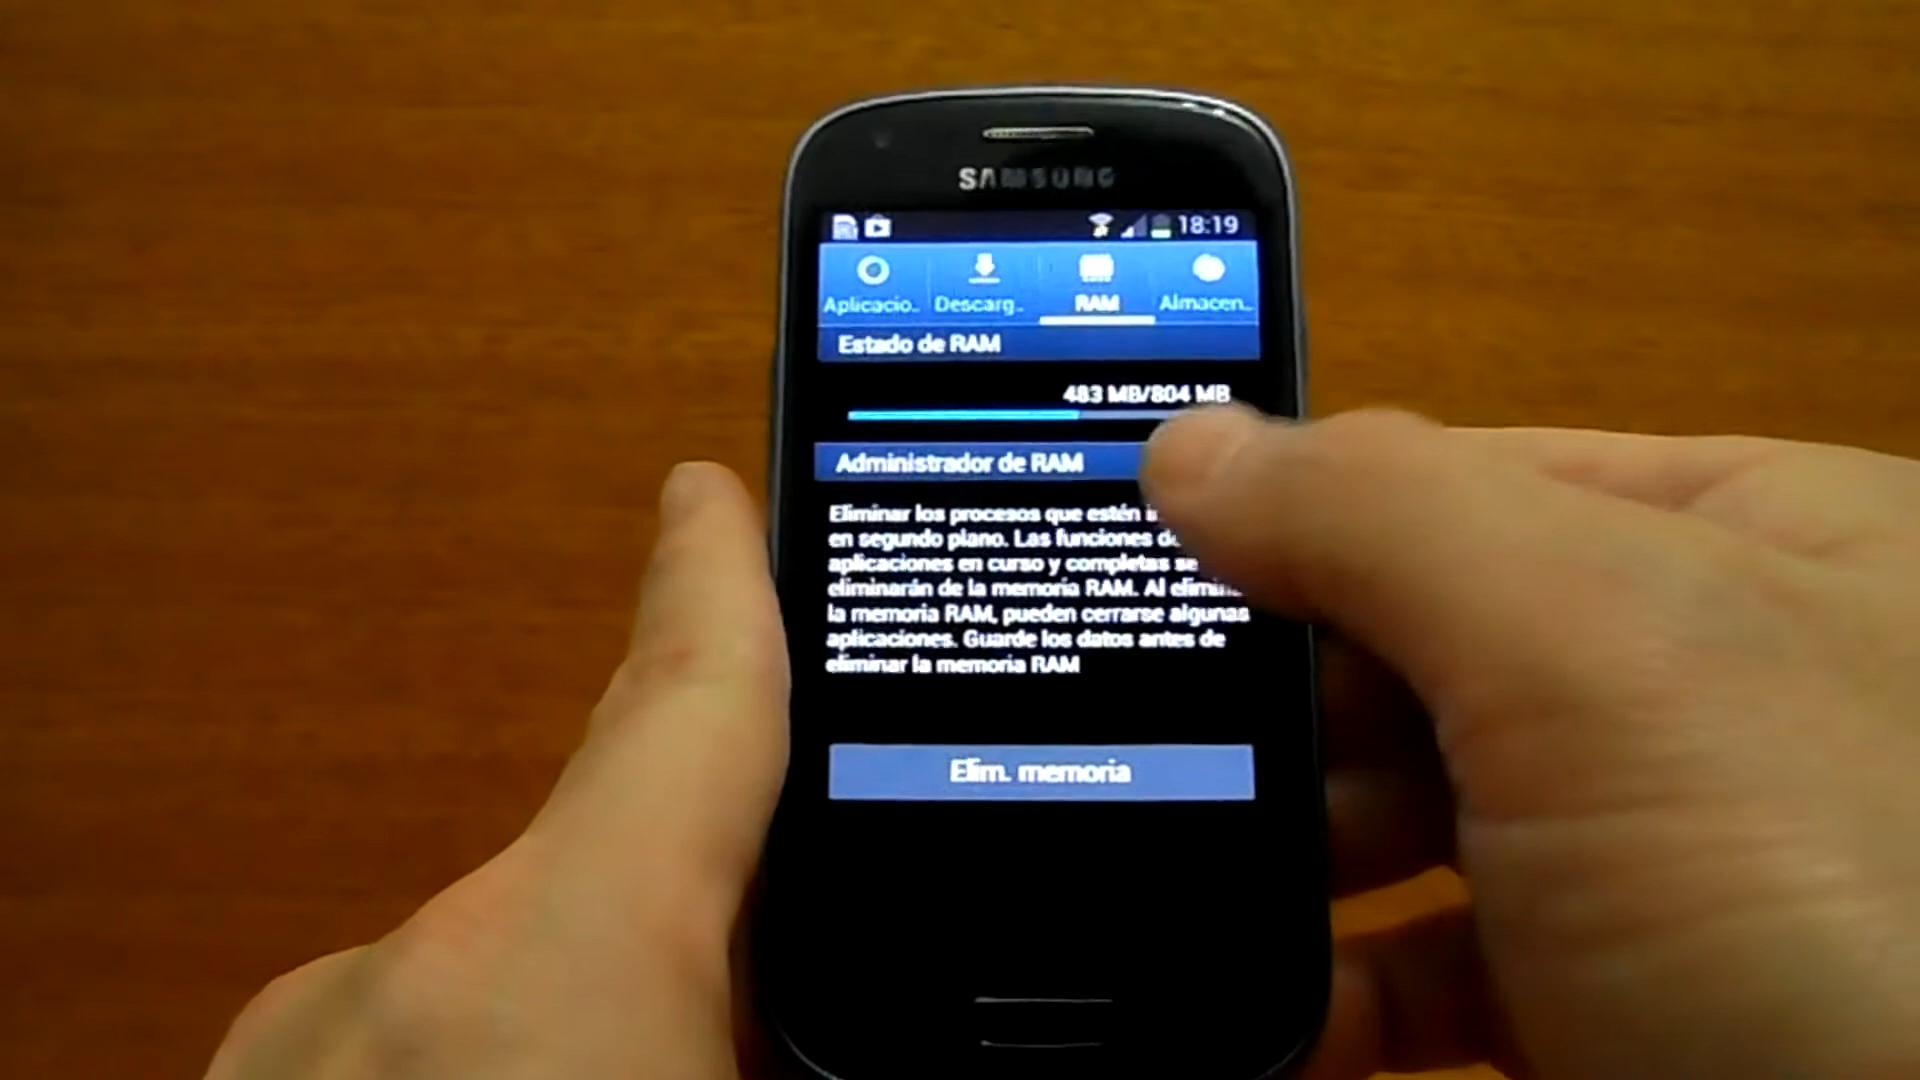 SAMSUNG
18:19
Aplicacio.. Descarg.. RAM Almacen..
Estado de RAM
483 MB/804 MB
Administrador de RAM
Eliminar los procesos que estén
en segundo plano. Las funciones
aplicaciones en curso y completas se
eliminarán de la memoria RAM. Al
la memoria RAM, pueden cerrarse algunas
aplicaciones. Guarde los datos antes de
eliminar la memoria RAM
Elim. memoria